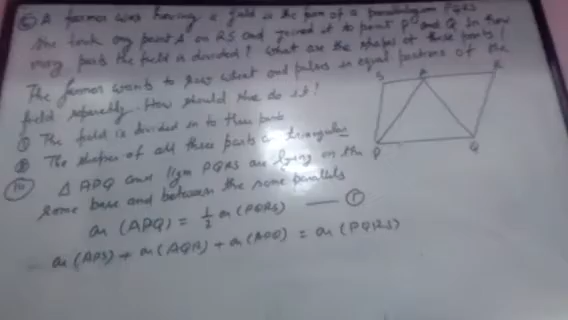 A farmer was having a field in the form of a parallelogram PQRS
She took any point A on RS and joined it to point P and Q In how
many parts the field is divided? What are the shapes of these parts?
The farmer wants to sow wheat and pulses in equal portions of the
field separately. How should she do it?
① The field is divided in to three parts
② The shapes of all three parts is triangular
iii △ APQ and llgm PQRS are lying on the
same base and between the same parallels
ar (APQ) = 1/2 ar (PQRS) —
ar (APS) + ar (AQR) + ar (APQ) = ar (PQRS)
S A R
P Q